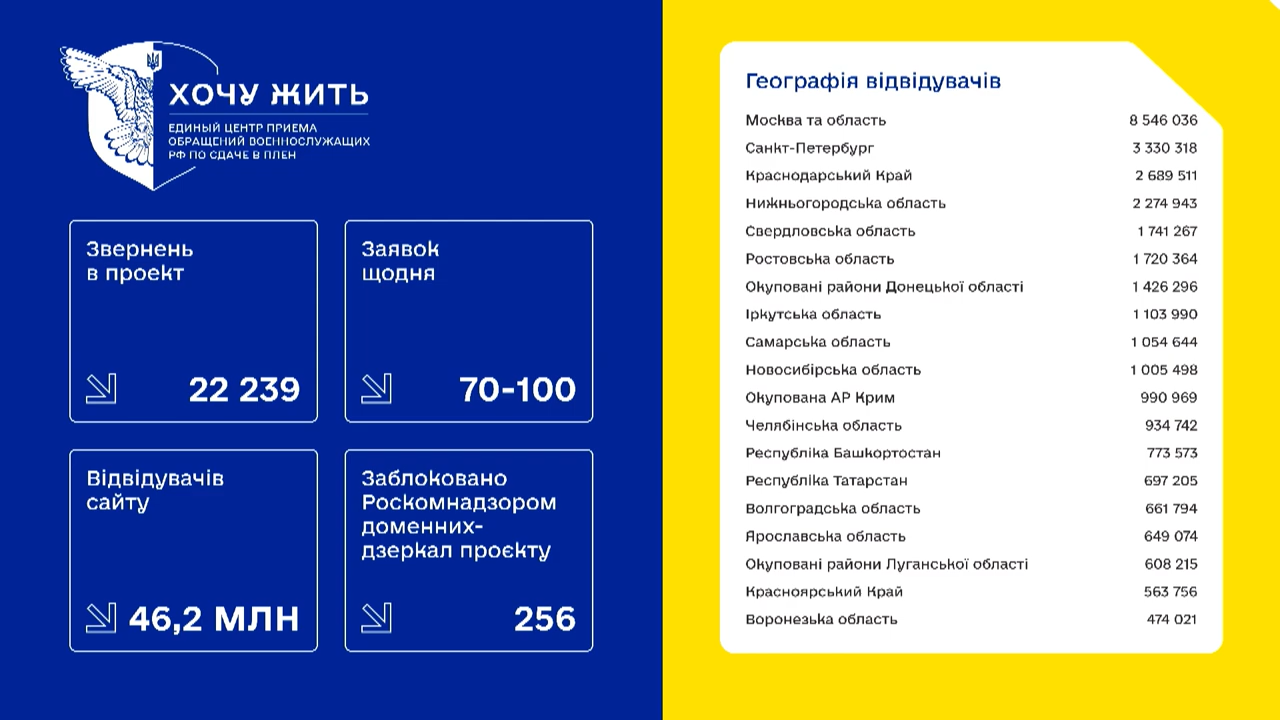 ХОЧУ ЖИТЬ
ЕДИНЫЙ ЦЕНТР ПРИЕМА
ОБРАЩЕНИЙ ВОЕННОСЛУЖАЩИХ
РФ ПО СДАЧЕ В ПЛЕН
Звернень
в проект
22 239
Заявок
щодня
70-100
Відвідувачів
сайту
46,2 МЛН
Заблоковано
Роскомнадзором
доменних-
дзеркал проєкту
256
Географія відвідувачів
Москва та область 8 546 036
Санкт-Петербург 3 330 318
Краснодарський Край 2 689 511
Нижньогородська область 2 274 943
Свердловська область 1 741 267
Ростовська область 1 720 364
Окуповані райони Донецької області 1 426 296
Іркутська область 1 103 990
Самарська область 1 054 644
Новосибірська область 1 005 498
Окупована АР Крим 990 969
Челябінська область 934 742
Республіка Башкортостан 773 573
Республіка Татарстан 697 205
Волгоградська область 661 794
Ярославська область 649 074
Окуповані райони Луганської області 608 215
Красноярський Край 563 756
Воронезька область 474 021